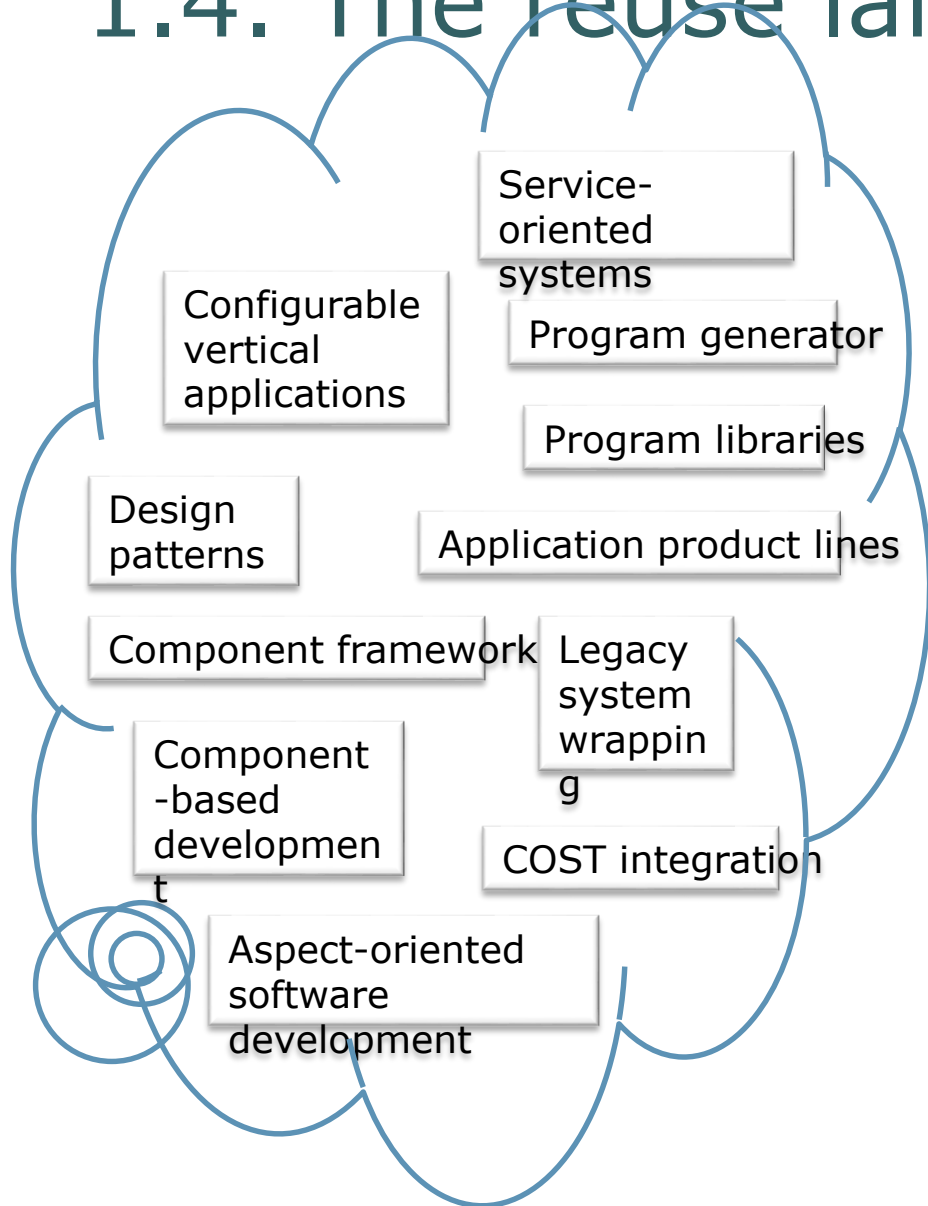 1.4. The reuse
Service-
oriented
systems
Configurable
vertical
applications
Program generator
Program libraries
Design
patterns
Application product lines
Component framework
Legacy
system
wrappin
g
Component
-based
developmen
t
COST integration
Aspect-oriented
software
development